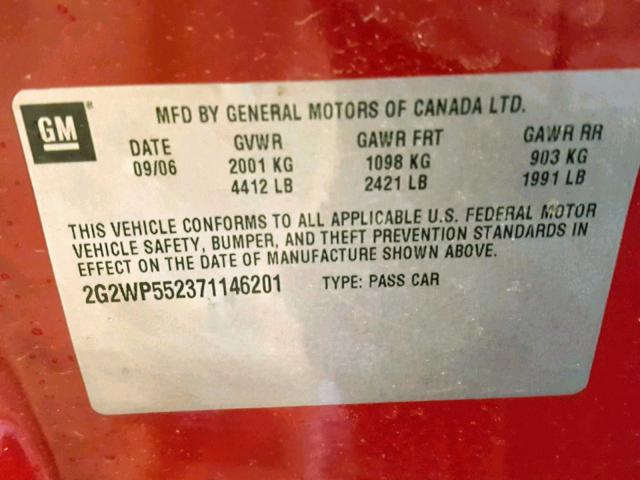 GM
®
MFD BY GENERAL MOTORS OF CANADA LTD.
DATE GVWR GAWR FRT GAWR RR
09/06 2001 KG 1098 KG 903 KG
4412 LB 2421 LB 1991 LB
THIS VEHICLE CONFORMS TO ALL APPLICABLE U.S. FEDERAL MOTOR
VEHICLE SAFETY, BUMPER, AND THEFT PREVENTION STANDARDS IN
EFFECT ON THE DATE OF MANUFACTURE SHOWN ABOVE.
2G2WP552371146201 TYPE: PASS CAR